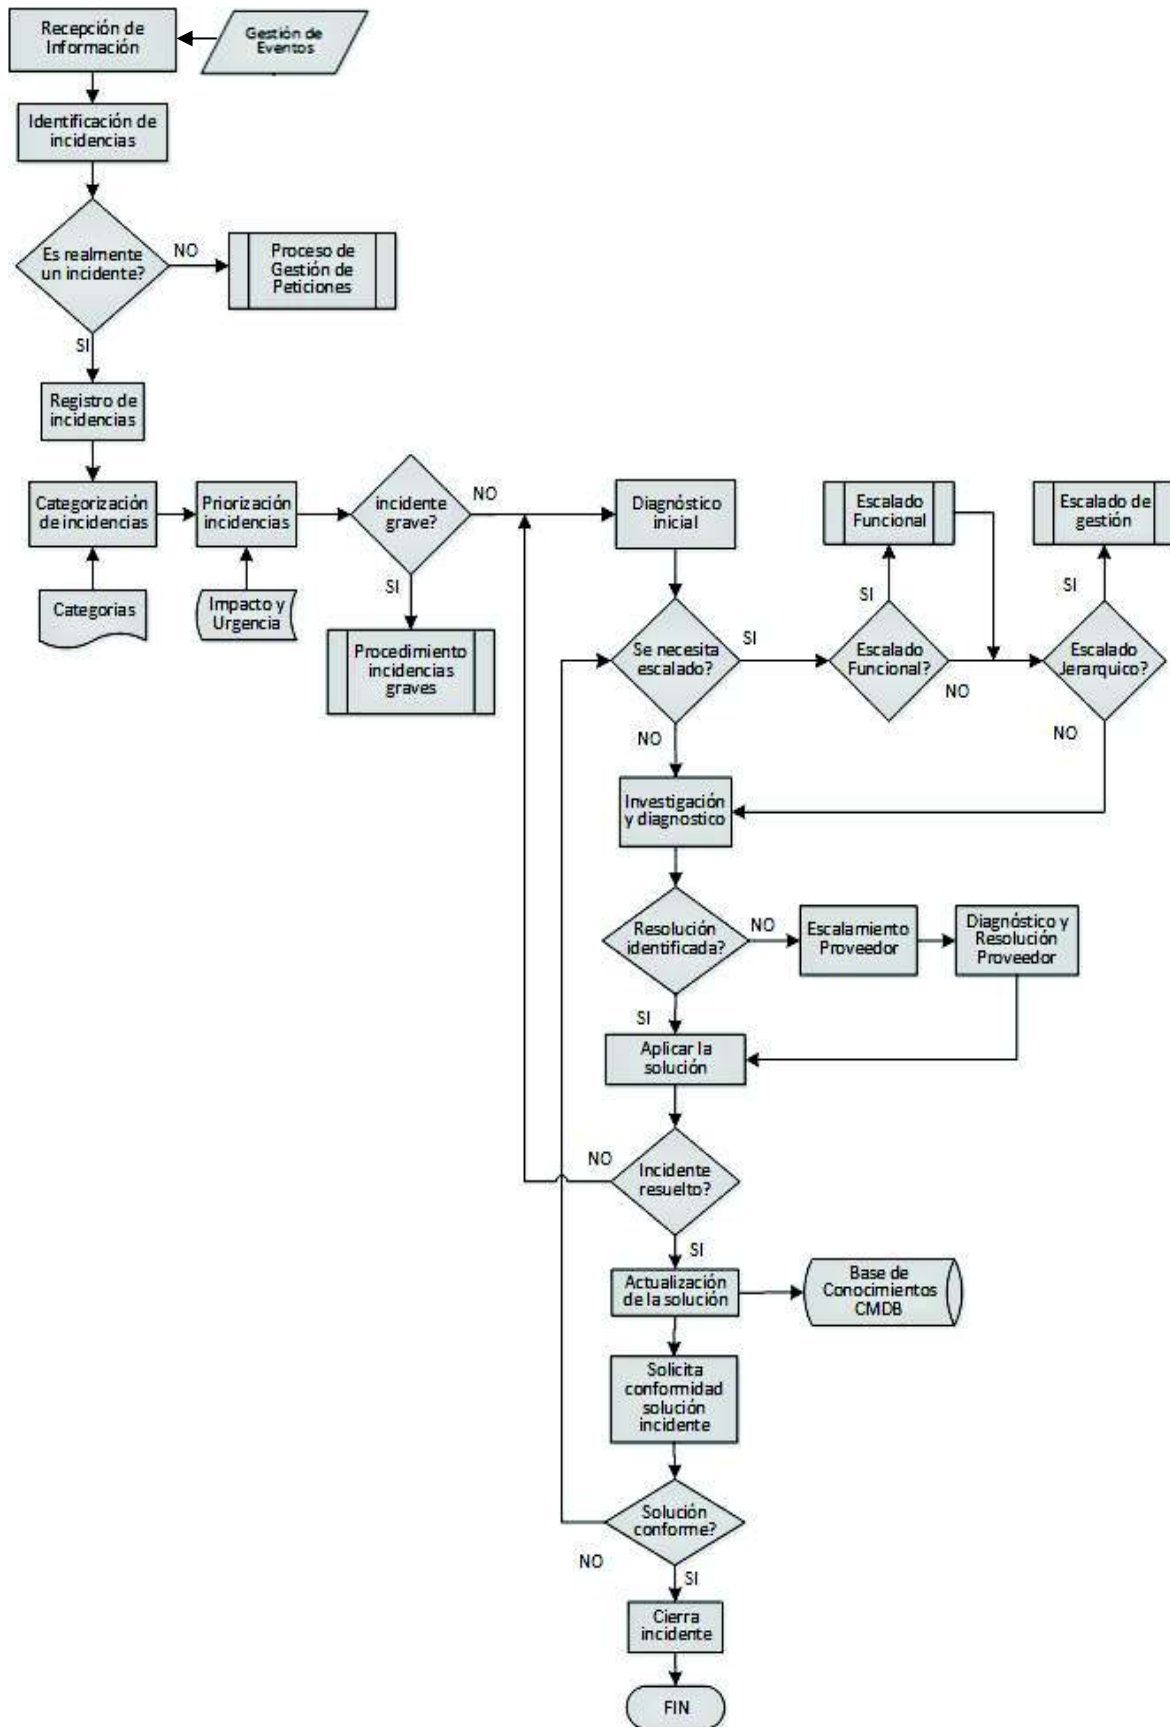 Recepción de
Información
Gestión de
Eventos
Identificación de
incidencias
Es realmente
un incidente?
NO
Proceso de
Gestión de
Peticiones
SI
Registro de
incidencias
Categorización
de incidencias
Priorización
incidencias
incidente
grave?
NO
Diagnóstico
inicial
Escalado
Funcional
Escalado de
gestión
Categorias
Impacto y
Urgencia
SI
Procedimiento
incidencias
graves
Se necesita
escalado?
SI
SI
Escalado
Funcional?
NO
SI
Escalado
Jerarquico?
NO
NO
Investigación
y diagnostico
Resolución
identificada?
NO
Escalamiento
Proveedor
Diagnóstico y
Resolución
Proveedor
SI
Aplicar la
solución
NO
Incidente
resuelto?
SI
Actualización
de la solución
Base de
Conocimientos
CMDB
Solicita
conformidad
solución
incidente
Solución
conforme?
NO
SI
Cierra
incidente
FIN